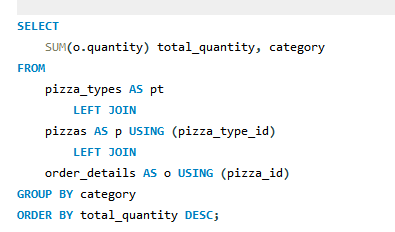 SELECT
SUM(o.quantity) total_quantity, category
FROM
pizza_types AS pt
LEFT JOIN
pizzas AS p USING (pizza_type_id)
LEFT JOIN
order_details AS o USING (pizza_id)
GROUP BY category
ORDER BY total_quantity DESC;